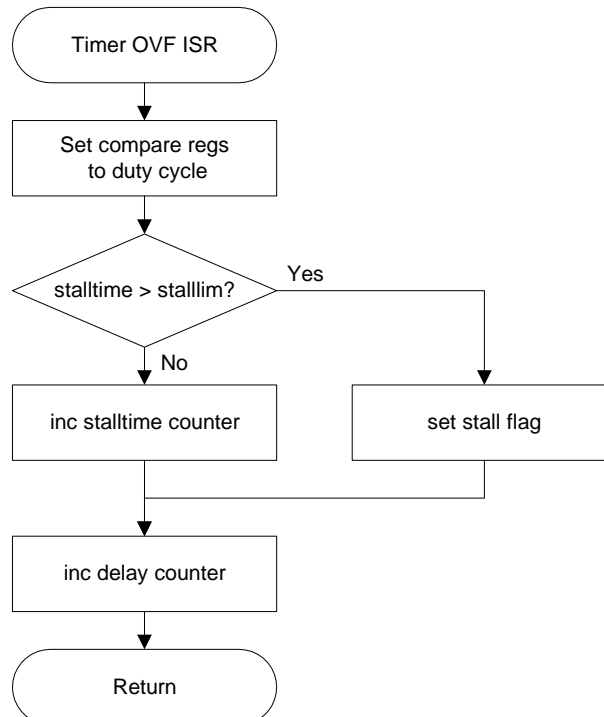 Timer OVF ISR
Set compare regs
to duty cycle
stalltime > stalllim?
Yes
No
inc stalltime counter
set stall flag
inc delay counter
Return